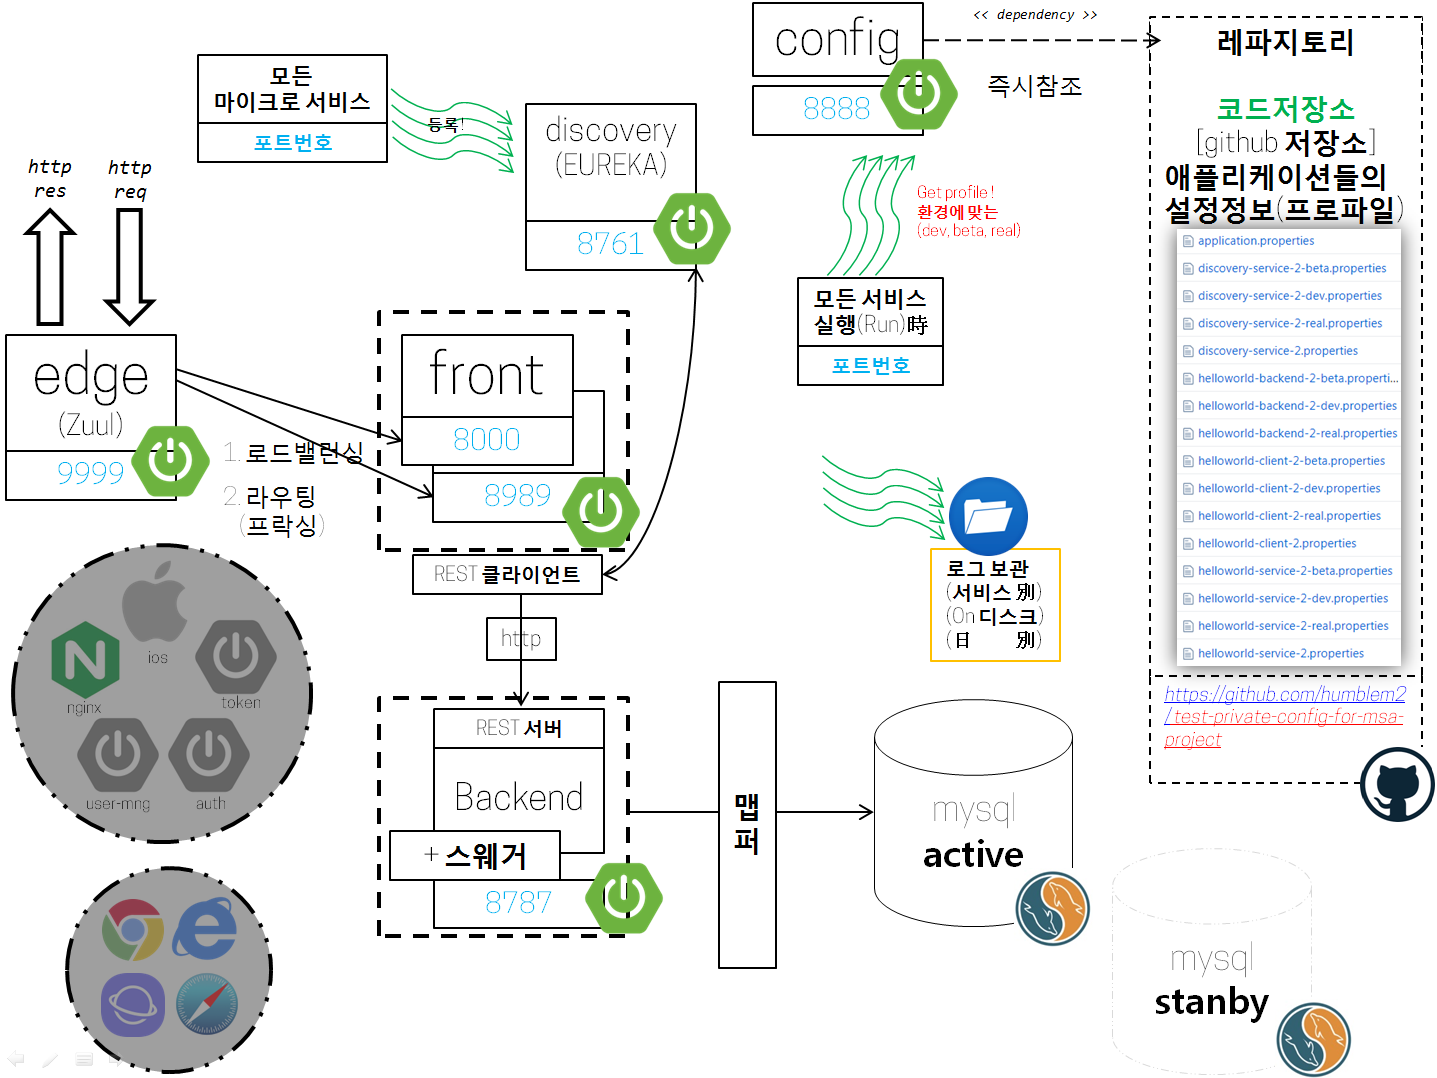 모든
마이크로 서비스
포트번호
등록!
discovery
(EUREKA)
8761
config
8888
<< dependency >>
즉시참조
레파지토리
코드저장소
[github 저장소]
애플리케이션들의
설정정보(프로파일)
application.properties
discovery-service-2-beta.properties
discovery-service-2-dev.properties
discovery-service-2-real.properties
discovery-service-2.properties
helloworld-backend-2-beta.properti...
helloworld-backend-2-dev.properties
helloworld-backend-2-real.properties
helloworld-client-2-beta.properties
helloworld-client-2-dev.properties
helloworld-client-2-real.properties
helloworld-client-2.properties
helloworld-service-2-beta.properties
helloworld-service-2-dev.properties
helloworld-service-2-real.properties
helloworld-service-2.properties
https://github.com/humblem2
/test-private-config-for-msa-
project
Get profile!
환경에 맞는
(dev, beta, real)
모든 서비스
실행(Run)時
포트번호
http
res
http
req
edge
(Zuul)
9999
1. 로드밸런싱
2. 라우팅
(프락싱)
front
8000
8989
REST 클라이언트
http
REST 서버
Backend
+ 스웨거
8787
맵
퍼
로그 보관
(서비스 別)
(On 디스크)
(日 別)
mysql
active
mysql
stanby
ios
nginx
token
user-mng
auth